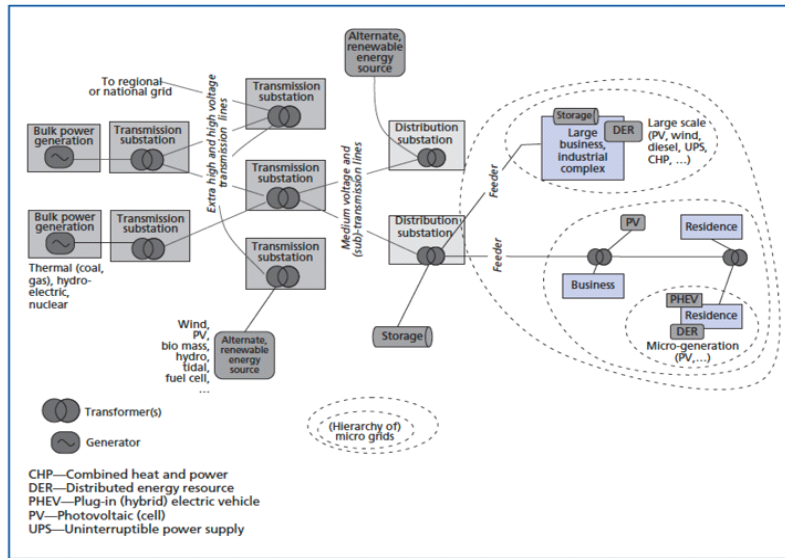 Alternate,
renewable
energy
source
To regional
or national grid
Extra high and high voltage
transmission lines
Transmission
substation
Bulk power
generation
Transmission
substation
Distribution
substation
Storage
Large
business,
industrial
complex
DER
Large scale
(PV, wind,
diesel, UPS,
CHP, ...)
Transmission
substation
Medium voltage and
(sub)-transmission lines
Feeder
Bulk power
generation
Transmission
substation
Distribution
substation
Feeder
PV
Residence
Thermal (coal,
gas), hydro-
electric,
nuclear
Transmission
substation
Business
PHEV
Residence
DER
Micro-generation
(PV,...)
Wind,
PV,
bio mass,
hydro,
tidal,
fuel cell,
...
Alternate,
renewable
energy
source
Storage
Transformer(s)
Generator
(Hierarchy of)
micro grids
CHP—Combined heat and power
DER—Distributed energy resource
PHEV—Plug-in (hybrid) electric vehicle
PV—Photovoltaic (cell)
UPS—Uninterruptible power supply